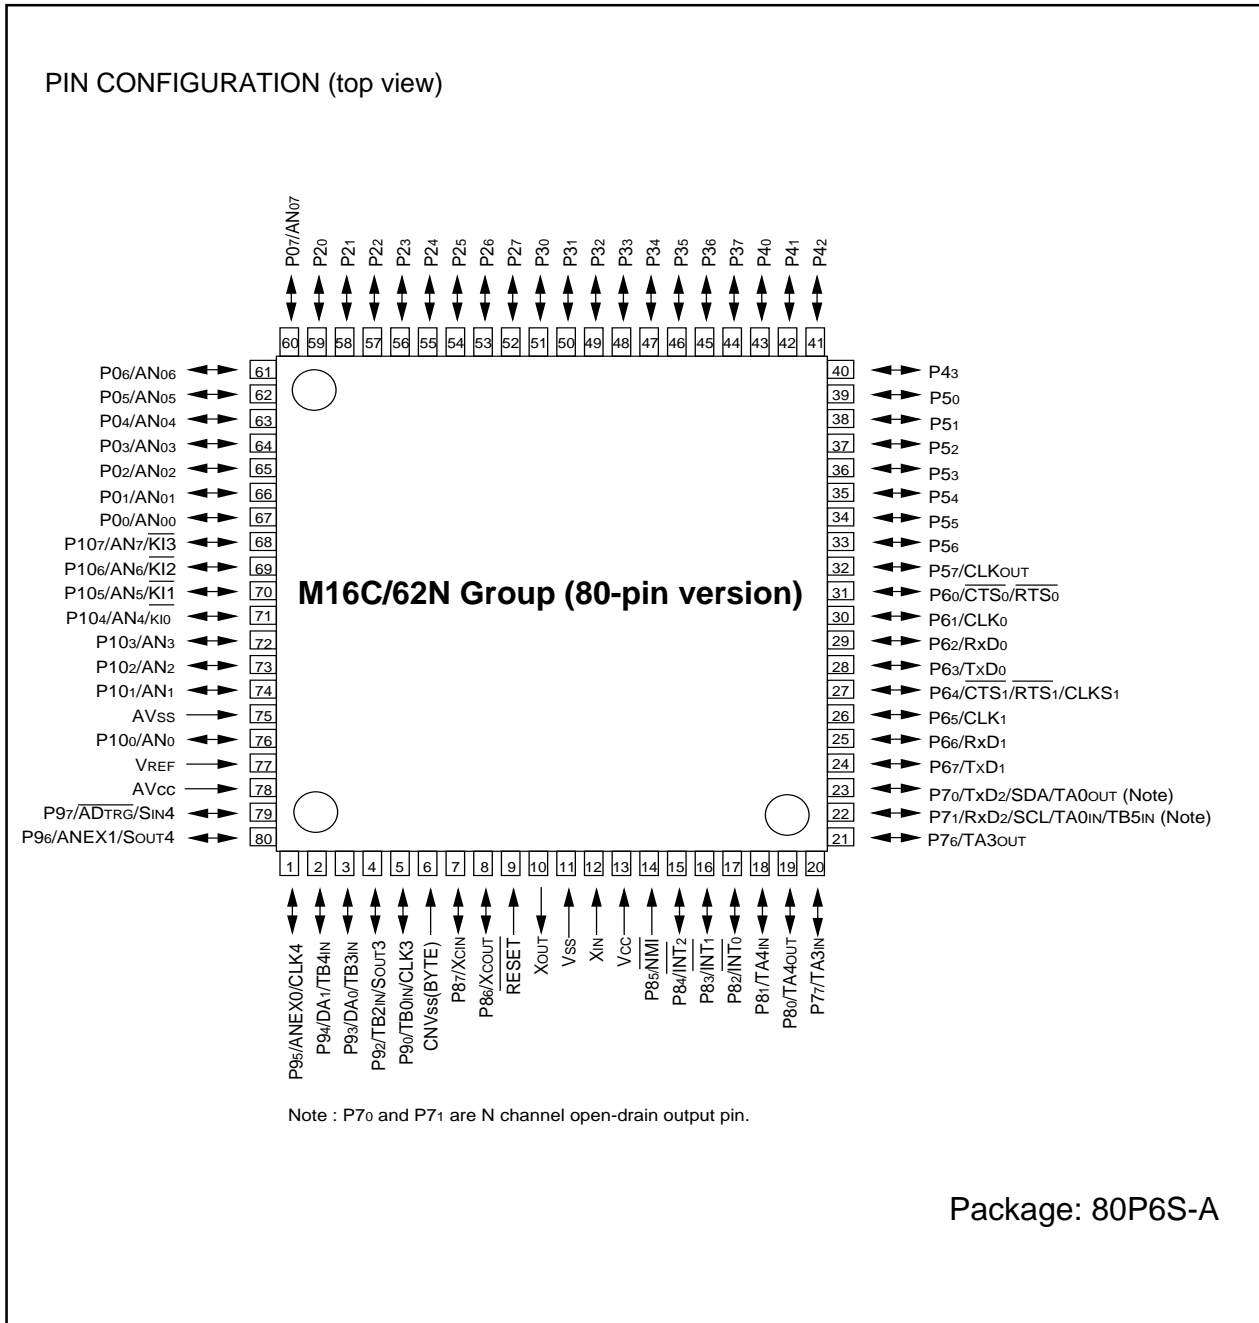 PIN CONFIGURATION (top view)
P07/AN07
P20
P21
P22
P23
P24
P25
P26
P27
P30
P31
P32
P33
P34
P35
P36
P37
P40
P41
P42
60 59 58 57 56 55 54 53 52 51 50 49 48 47 46 45 44 43 42 41
P06/AN06 61
P05/AN05 62
P04/AN04 63
P03/AN03 64
P02/AN02 65
P01/AN01 66
P00/AN00 67
P107/AN7/KI3 68
P106/AN6/KI2 69
P105/AN5/KI1 70
P104/AN4/KI0 71
P103/AN3 72
P102/AN2 73
P101/AN1 74
AVSS 75
P100/AN0 76
VREF 77
AVCC 78
P97/ADTRG/SIN4 79
P96/ANEX1/SOUT4 80
M16C/62N Group (80-pin version)
40 P43
39 P50
38 P51
37 P52
36 P53
35 P54
34 P55
33 P56
32 P57/CLKOUT
31 P60/CTS0/RTS0
30 P61/CLK0
29 P62/RxD0
28 P63/TxD0
27 P64/CTS1/RTS1/CLKS1
26 P65/CLK1
25 P66/RxD1
24 P67/TxD1
23 P70/TxD2/SDA/TA0OUT (Note)
22 P71/RxD2/SCL/TA0IN/TB5IN (Note)
21 P76/TA3OUT
1 2 3 4 5 6 7 8 9 10 11 12 13 14 15 16 17 18 19 20
P95/ANEX0/CLK4
P94/DA1/TB4IN
P93/DA0/TB3IN
P92/TB2IN/SOUT3
P90/TB0IN/CLK3
CNVSS(BYTE)
P87/XCIN
P86/XCOUT
RESET
XOUT
VSS
XIN
VCC
P85/NMI
P84/INT2
P83/INT1
P82/INT0
P81/TA4IN
P80/TA4OUT
P77/TA3IN
Note : P70 and P71 are N channel open-drain output pin.
Package: 80P6S-A